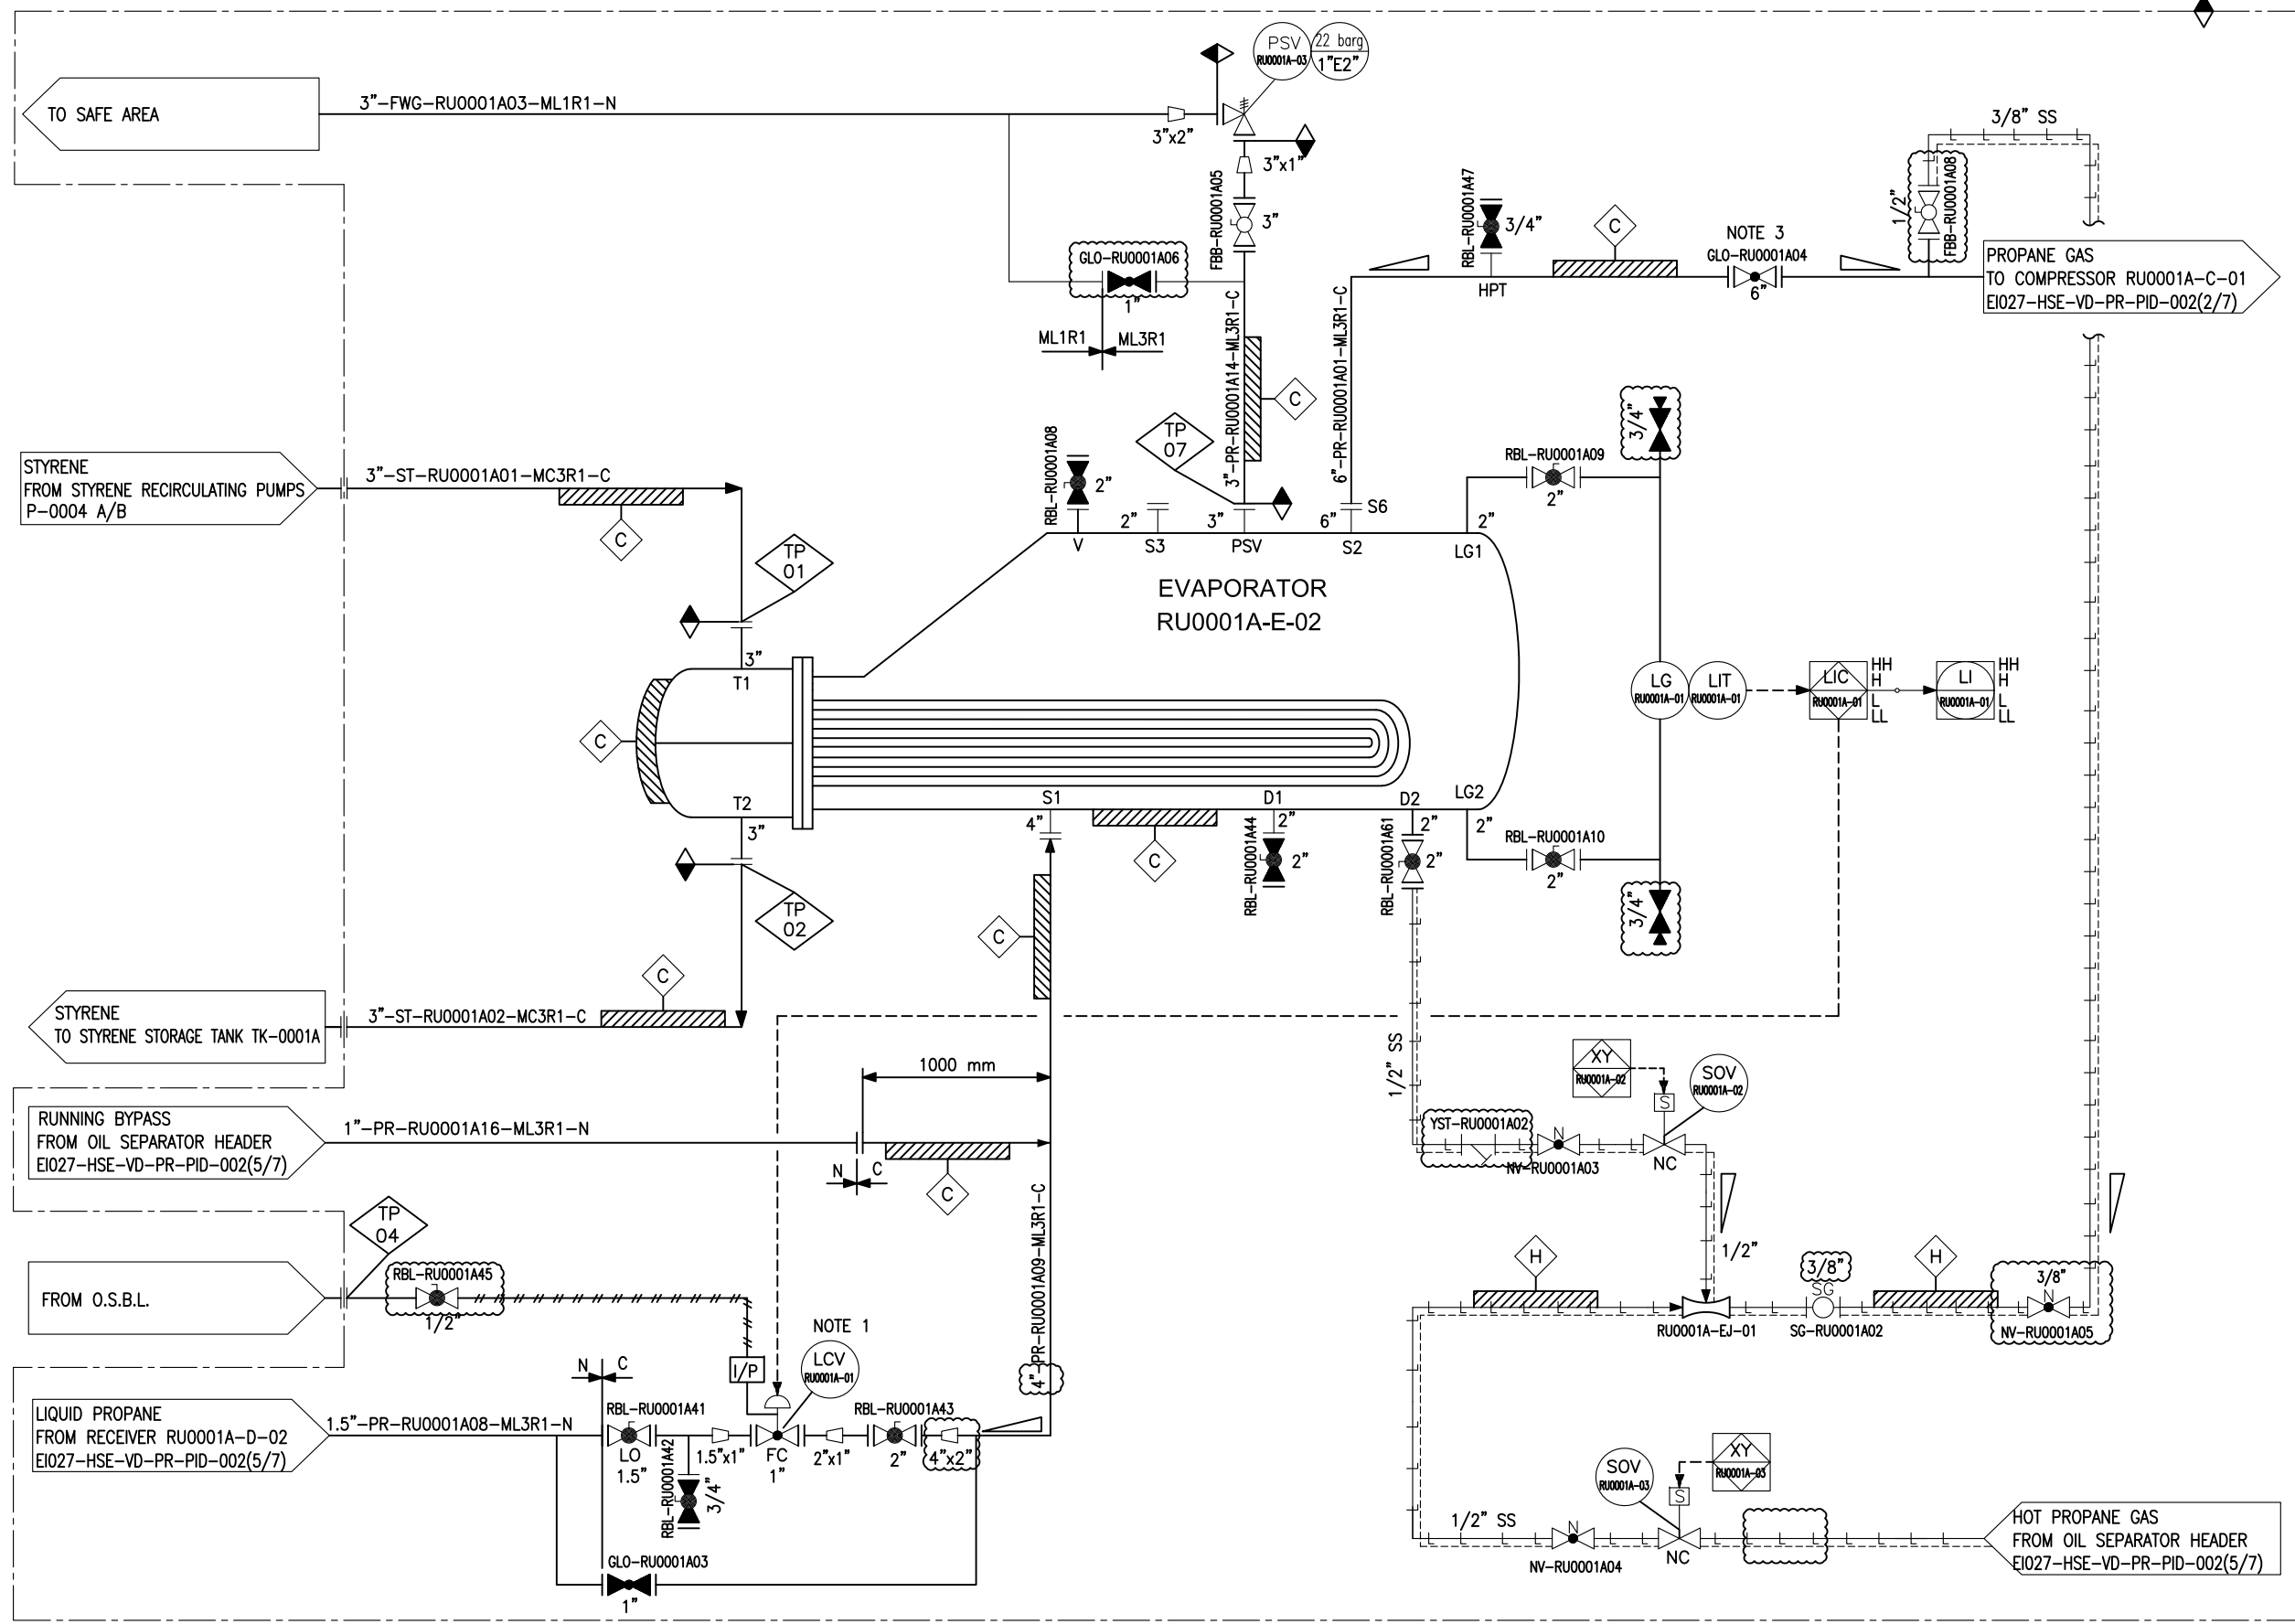 PSV
RU0001A-03
22 barg
1"E2"
TO SAFE AREA
3"-FWG-RU0001A03-ML1R1-N
3"x2"
3"x1"
FBB-RU0001A05
3"
GLO-RU0001A06
1"
ML1R1
ML3R1
3"-PR-RU0001A14-ML3R1-C
C
RBL-RU0001A47
3/4"
HPT
C
NOTE 3
GLO-RU0001A04
6"
1/2"
FBB-RU0001A08
3/8" SS
PROPANE GAS
TO COMPRESSOR RU0001A-C-01
EI027-HSE-VD-PR-PID-002(2/7)
6"-PR-RU0001A01-ML3R1-C
STYRENE
FROM STYRENE RECIRCULATING PUMPS
P-0004 A/B
3"-ST-RU0001A01-MC3R1-C
C
TP
01
TP
07
RBL-RU0001A08
2"
V
2"
S3
3"
PSV
6"
S6
S2
2"
LG1
RBL-RU0001A09
2"
3/4"
EVAPORATOR
RU0001A-E-02
3"
T1
C
T2
3"
LG
RU0001A-01
LIT
RU0001A-01
LIC
RU0001A-01
HH
H
L
LL
LI
RU0001A-01
HH
H
L
LL
S1
4"
C
D1
2"
RBL-RU0001A44
2"
D2
2"
RBL-RU0001A61
2"
LG2
2"
RBL-RU0001A10
2"
3/4"
TP
02
C
C
STYRENE
TO STYRENE STORAGE TANK TK-0001A
3"-ST-RU0001A02-MC3R1-C
1000 mm
RUNNING BYPASS
FROM OIL SEPARATOR HEADER
EI027-HSE-VD-PR-PID-002(5/7)
1"-PR-RU0001A16-ML3R1-N
N
C
C
1/2" SS
YST-RU0001A02
N
NV-RU0001A03
XY
RU0001A-02
S
SOV
RU0001A-02
NC
1/2"
TP
04
FROM O.S.B.L.
RBL-RU0001A45
1/2"
I/P
NOTE 1
LCV
RU0001A-01
4"-PR-RU0001A09-ML3R1-C
H
RU0001A-EJ-01
3/8"
SG
SG-RU0001A02
H
3/8"
N
NV-RU0001A05
LIQUID PROPANE
FROM RECEIVER RU0001A-D-02
EI027-HSE-VD-PR-PID-002(5/7)
1.5"-PR-RU0001A08-ML3R1-N
N
C
RBL-RU0001A41
LO
1.5"
RBL-RU0001A42
3/4"
1.5"x1"
FC
1"
2"x1"
RBL-RU0001A43
2"
4"x2"
GLO-RU0001A03
1"
1/2" SS
N
NV-RU0001A04
SOV
RU0001A-03
S
NC
XY
RU0001A-03
HOT PROPANE GAS
FROM OIL SEPARATOR HEADER
EI027-HSE-VD-PR-PID-002(5/7)